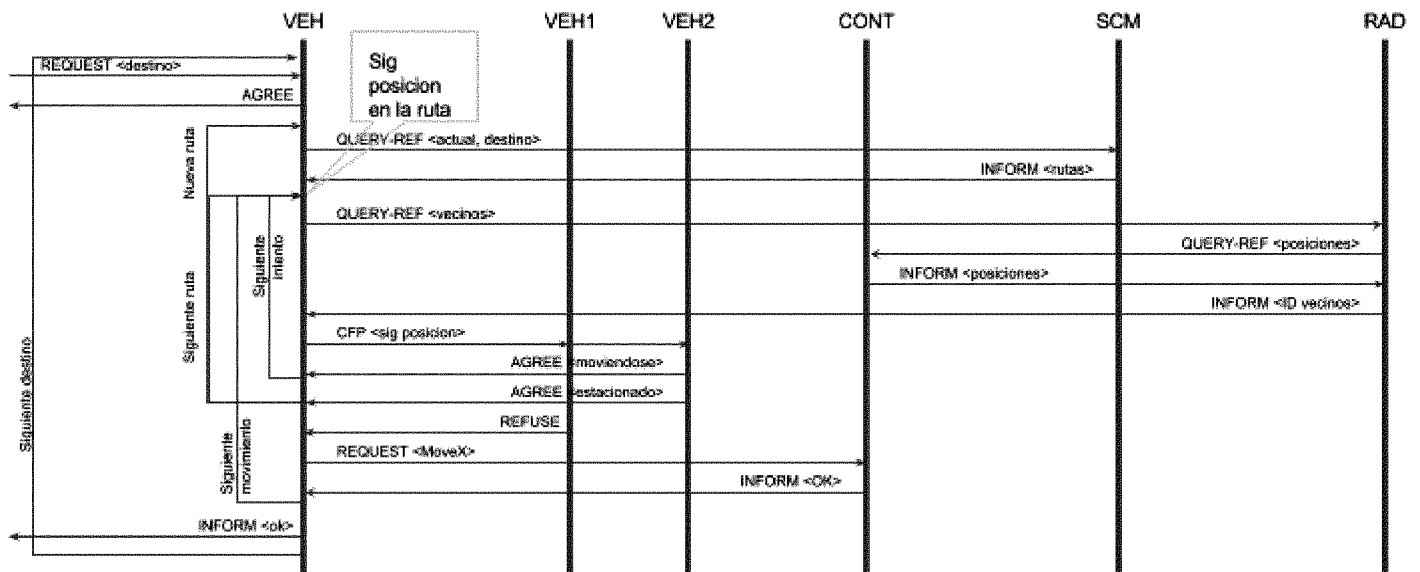 VEH VEH1 VEH2 CONT SCM RAD
REQUEST <destino>
Sig
posicion
en la ruta
AGREE
QUERY-REF <actual, destino>
Nueva ruta
INFORM <rutas>
QUERY-REF <vecinos>
QUERY-REF <posiciones>
Siguiente
intento
INFORM <posiciones>
INFORM <ID vecinos>
Siguiente ruta
CFP <sig posicion>
AGREE <moviendose>
AGREE <estacionado>
Siguiente destino
REFUSE
REQUEST <MoveX>
Siguiente
movimiento
INFORM <OK>
INFORM <ok>